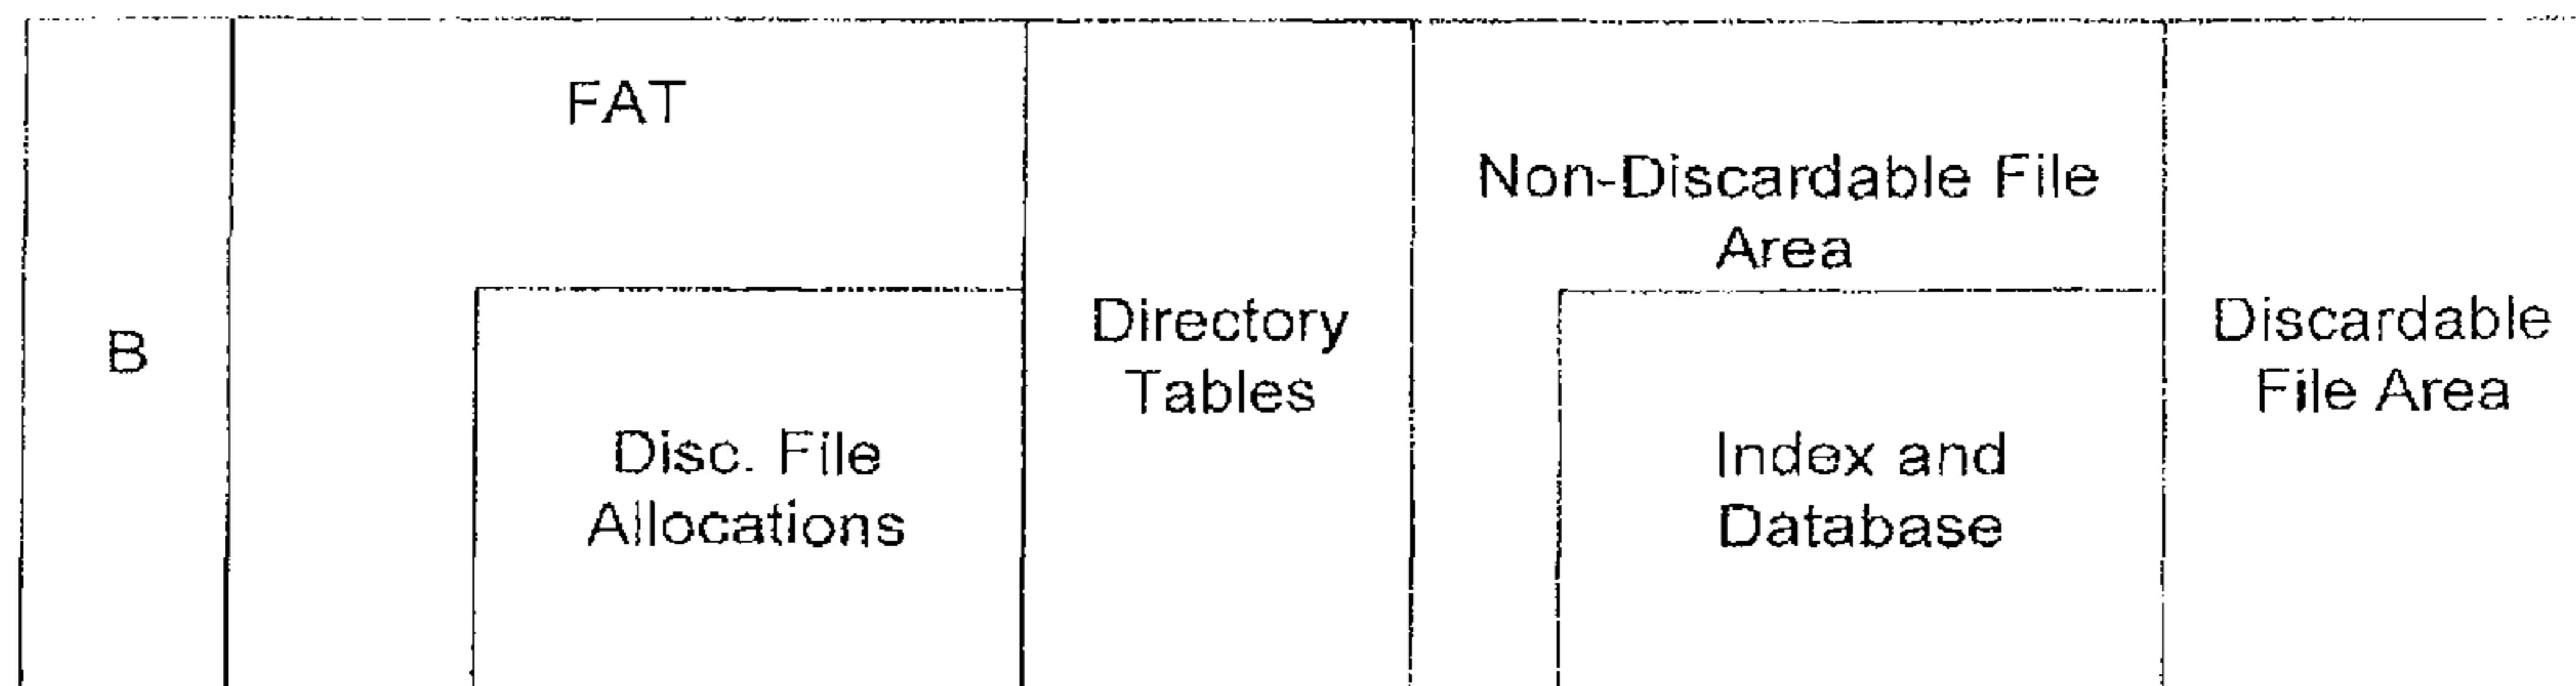 B
FAT
Disc. File
Allocations
Directory
Tables
Non-Discardable File
Area
Index and
Database
Discardable
File Area